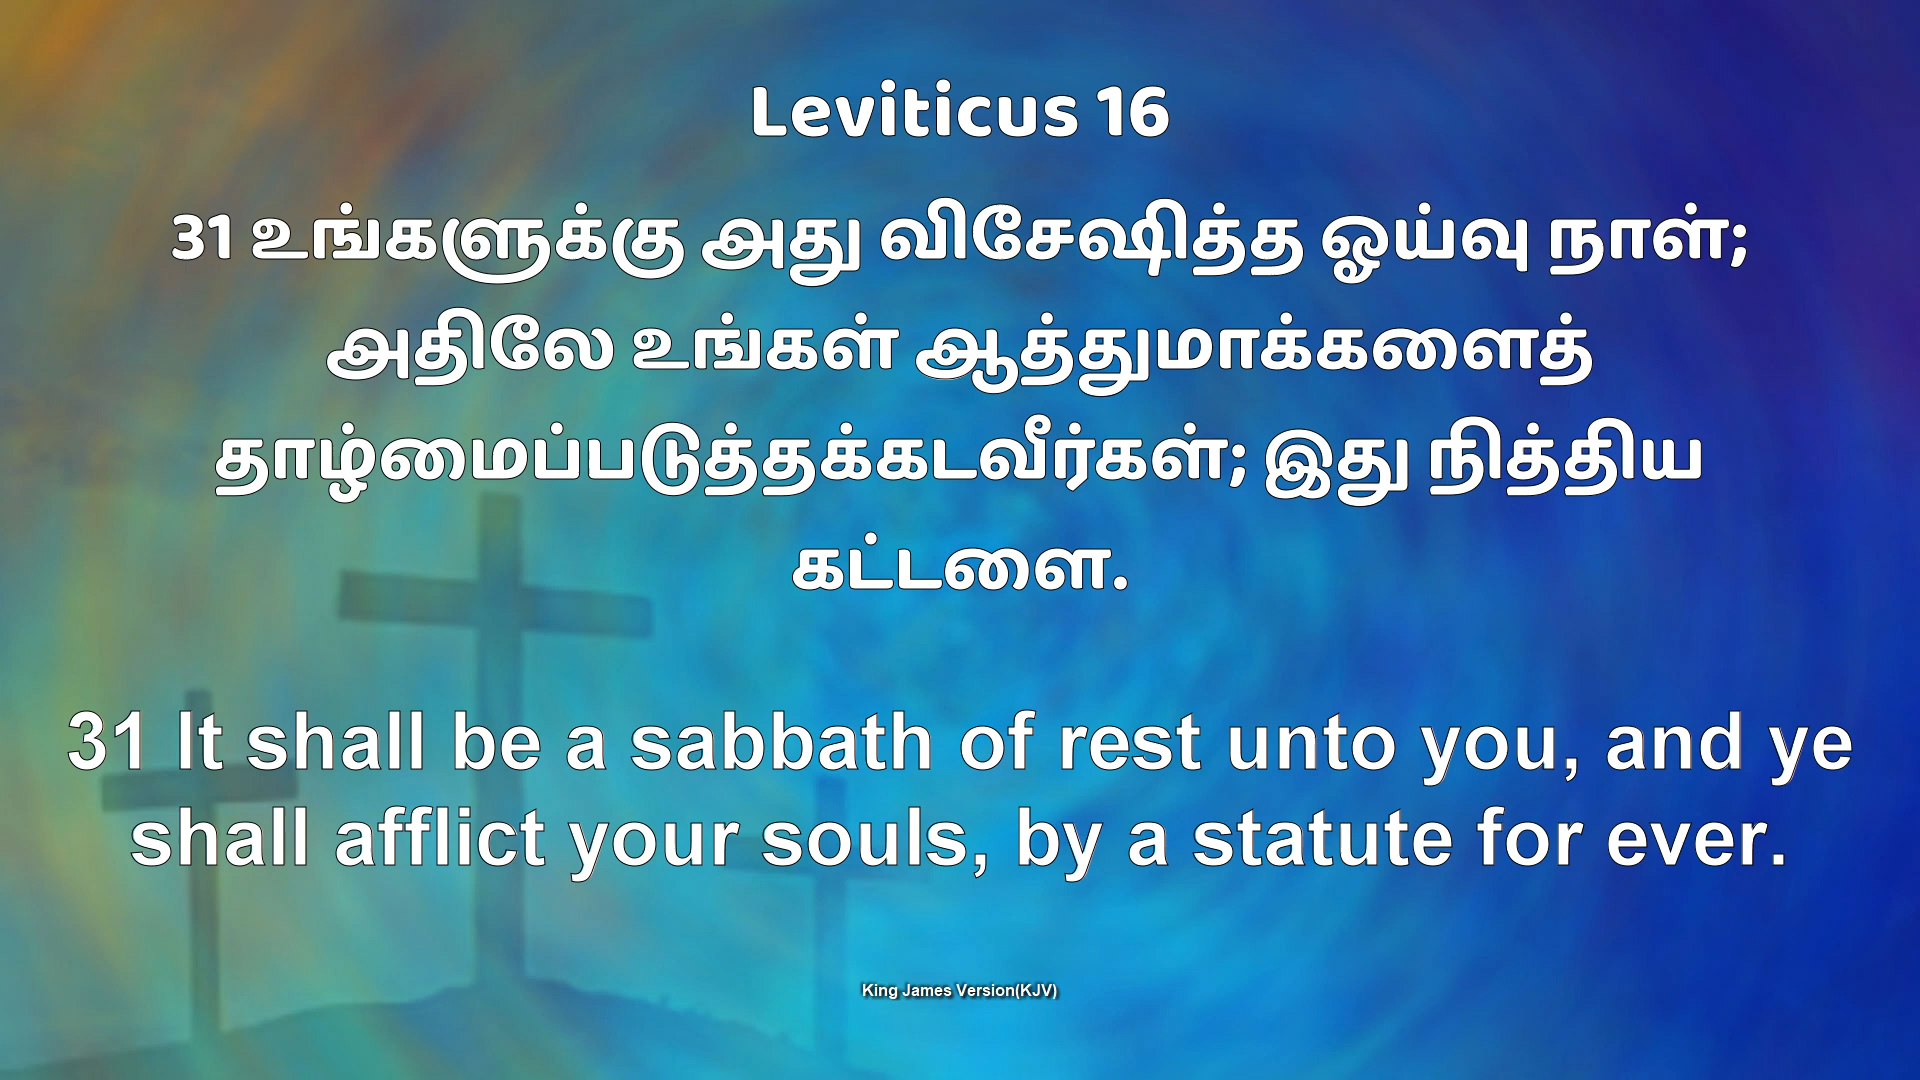 Leviticus 16
31 உங்களுக்கு அது விசேஷித்த ஓய்வு நாள்;
அதிலே உங்கள் ஆத்துமாக்களைத்
தாழ்மைப்படுத்தக்கடவீர்கள்; இது நித்திய
கட்டளை.
31 It shall be a sabbath of rest unto you, and ye
shall afflict your souls, by a statute for ever.
King James Version(KJV)